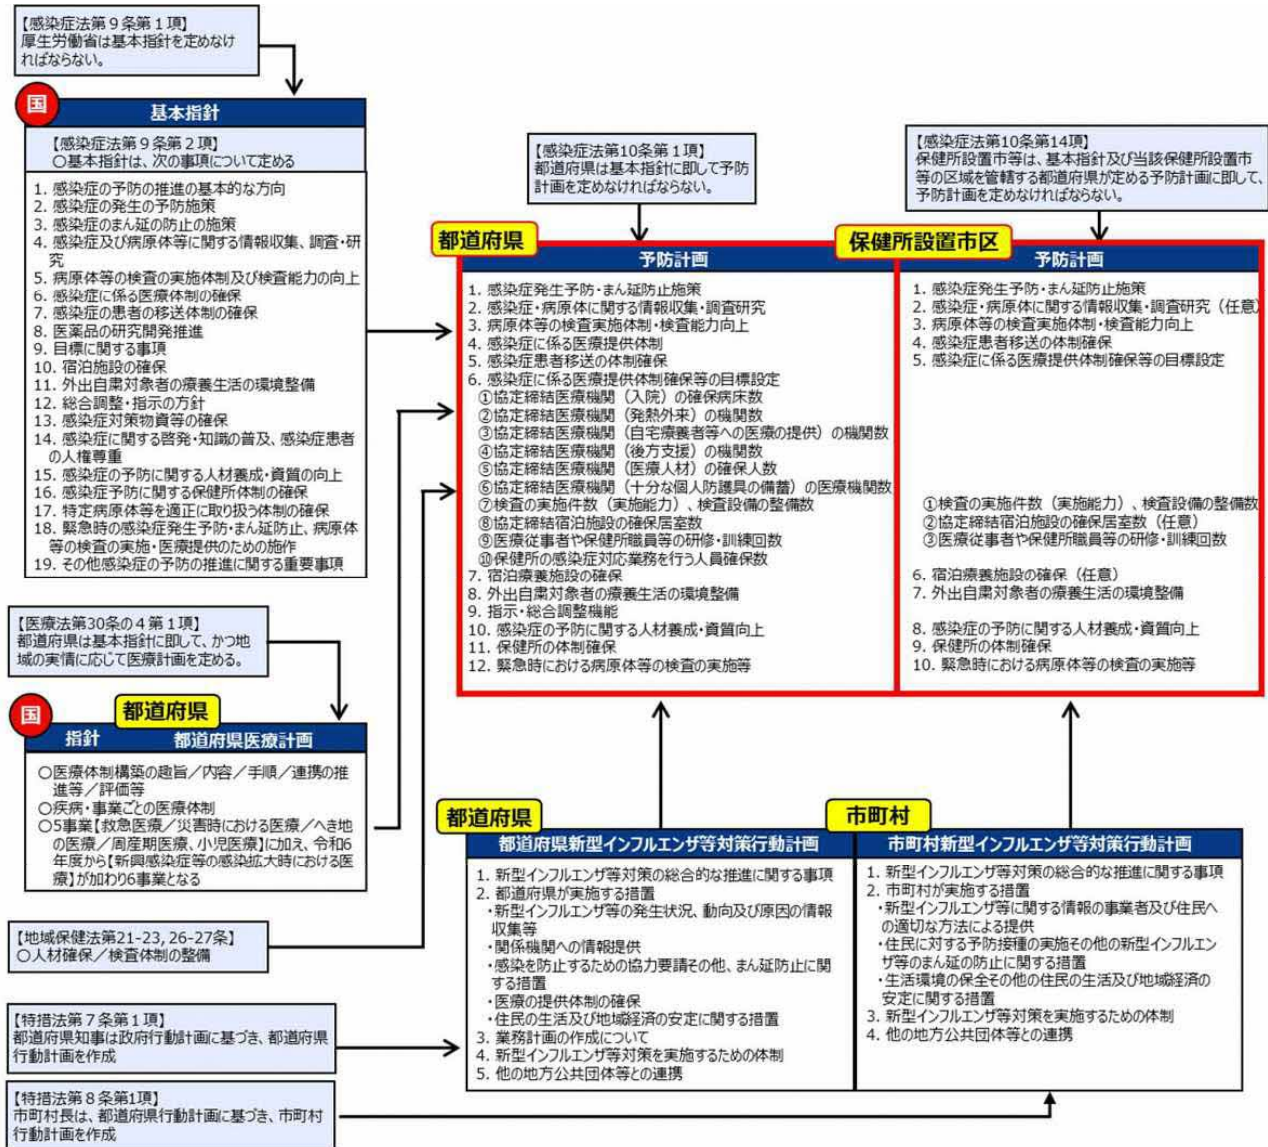 【感染症法第９条第１項】
厚生労働省は基本指針を定めなけ
ればならない。
国
基本指針
【感染症法第９条第２項】
○基本指針は、次の事項について定める
1. 感染症の予防の推進の基本的な方向
2. 感染症の発生の予防施策
3. 感染症のまん延の防止の施策
4. 感染症及び病原体等に関する情報収集、調査・研
究
5. 病原体等の検査の実施体制及び検査能力の向上
6. 感染症に係る医療体制の確保
7. 感染症の患者の移送体制の確保
8. 医薬品の研究開発推進
9. 目標に関する事項
10. 宿泊施設の確保
11. 外出自粛対象者の療養生活の環境整備
12. 総合調整・指示の方針
13. 感染症対策物資等の確保
14. 感染症に関する啓発・知識の普及、感染症患者
の人権尊重
15. 感染症の予防に関する人材養成・資質の向上
16. 感染症予防に関する保健所体制の確保
17. 特定病原体等を適正に取り扱う体制の確保
18. 緊急時の感染症発生予防・まん延防止、病原体
等の検査の実施・医療提供のための施作
19. その他感染症の予防の推進に関する重要事項
【医療法第30条の４第１項】
都道府県は基本指針に即して、かつ地
域の実情に応じて医療計画を定める。
国
都道府県
指針 都道府県医療計画
○医療体制構築の趣旨／内容／手順／連携の推
進等／評価等
○疾病・事業ごとの医療体制
○5事業【救急医療／災害時における医療／へき地
の医療／周産期医療、小児医療】に加え、令和6
年度から【新興感染症等の感染拡大時における医
療】が加わり6事業となる
【地域保健法第21-23, 26-27条】
○人材確保／検査体制の整備
【特措法第７条第１項】
都道府県知事は政府行動計画に基づき、都道府県
行動計画を作成
【特措法第８条第1項】
市町村長は、都道府県行動計画に基づき、市町村
行動計画を作成
【感染症法第10条第１項】
都道府県は基本指針に即して予防
計画を定めなければならない。
都道府県
予防計画
1. 感染症発生予防・まん延防止施策
2. 感染症・病原体に関する情報収集・調査研究
3. 病原体等の検査実施体制・検査能力向上
4. 感染症に係る医療提供体制
5. 感染症患者移送の体制確保
6. 感染症に係る医療提供体制確保等の目標設定
①協定締結医療機関（入院）の確保病床数
②協定締結医療機関（発熱外来）の機関数
③協定締結医療機関（自宅療養者等への医療の提供）の機関数
④協定締結医療機関（後方支援）の機関数
⑤協定締結医療機関（医療人材）の確保人数
⑥協定締結医療機関（十分な個人防護具の備蓄）の医療機関数
⑦検査の実施件数（実施能力）、検査設備の整備数
⑧協定締結宿泊施設の確保居室数
⑨医療従事者や保健所職員等の研修・訓練回数
⑩保健所の感染症対応業務を行う人員確保数
7. 宿泊療養施設の確保
8. 外出自粛対象者の療養生活の環境整備
9. 指示・総合調整機能
10. 感染症の予防に関する人材養成・資質向上
11. 保健所の体制確保
12. 緊急時における病原体等の検査の実施等
【感染症法第10条第14項】
保健所設置市等は、基本指針及び当該保健所設置市
等の区域を管轄する都道府県が定める予防計画に即して、
予防計画を定めなければならない。
保健所設置市区
予防計画
1. 感染症発生予防・まん延防止施策
2. 感染症・病原体に関する情報収集・調査研究（任意）
3. 病原体等の検査実施体制・検査能力向上
4. 感染症患者移送の体制確保
5. 感染症に係る医療提供体制確保等の目標設定
①検査の実施件数（実施能力）、検査設備の整備数
②協定締結宿泊施設の確保居室数（任意）
③医療従事者や保健所職員等の研修・訓練回数
6. 宿泊療養施設の確保（任意）
7. 外出自粛対象者の療養生活の環境整備
8. 感染症の予防に関する人材養成・資質向上
9. 保健所の体制確保
10. 緊急時における病原体等の検査の実施等
都道府県
都道府県新型インフルエンザ等対策行動計画
1. 新型インフルエンザ等対策の総合的な推進に関する事項
2. 都道府県が実施する措置
・新型インフルエンザ等の発生状況、動向及び原因の情報
収集等
・関係機関への情報提供
・感染を防止するための協力要請その他、まん延防止に関
する措置
・医療の提供体制の確保
・住民の生活及び地域経済の安定に関する措置
3. 業務計画の作成について
4. 新型インフルエンザ等対策を実施するための体制
5. 他の地方公共団体等との連携
市町村
市町村新型インフルエンザ等対策行動計画
1. 新型インフルエンザ等対策の総合的な推進に関する事項
2. 市町村が実施する措置
・新型インフルエンザ等に関する情報の事業者及び住民へ
の適切な方法による提供
・住民に対する予防接種の実施その他の新型インフルエン
ザ等のまん延の防止に関する措置
・生活環境の保全その他の住民の生活及び地域経済の
安定に関する措置
3. 新型インフルエンザ等対策を実施するための体制
4. 他の地方公共団体等との連携